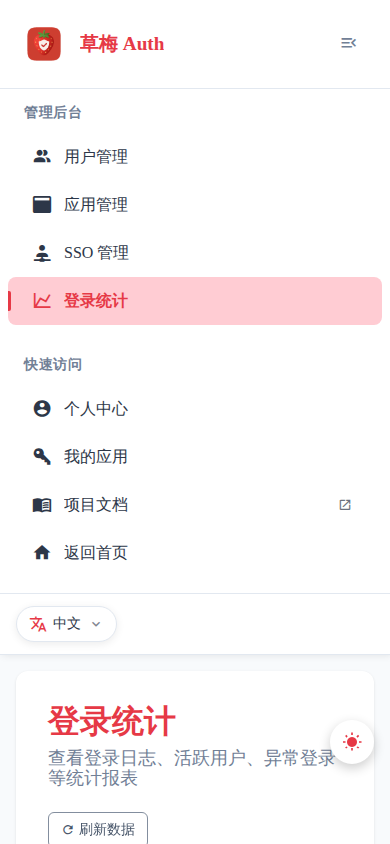 草梅 Auth
管理后台
用户管理
应用管理
SSO 管理
登录统计
快速访问
个人中心
我的应用
项目文档
返回首页
中文
登录统计
查看登录日志、活跃用户、异常登录
等统计报表
刷新数据